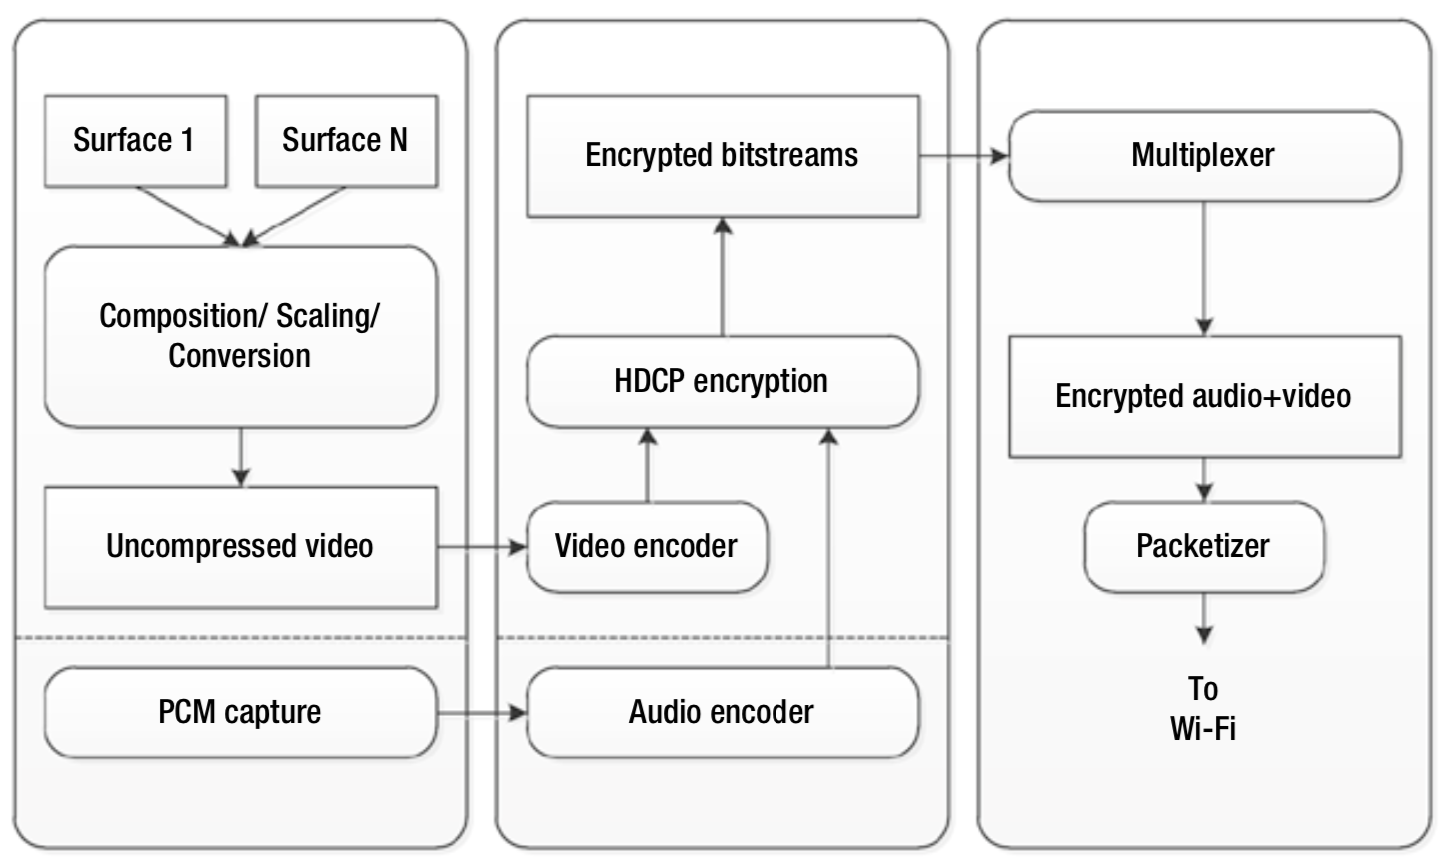 Surface 1
Surface N
Composition/ Scaling/
Conversion
Uncompressed video
PCM capture
Encrypted bitstreams
HDCP encryption
Video encoder
Audio encoder
Multiplexer
Encrypted audio+video
Packetizer
To
Wi-Fi